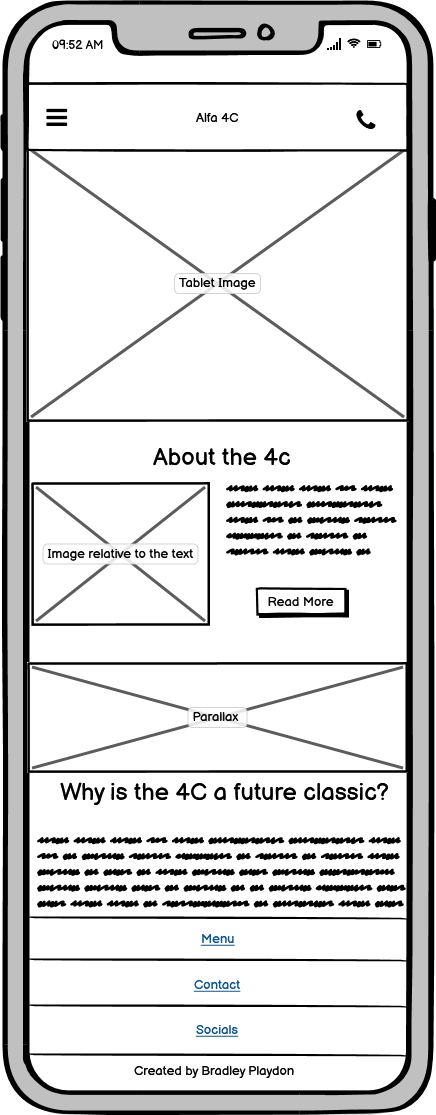 09:52 AM
Alfa 4C
Tablet Image
About the 4c
Image relative to the text
Read More
Parallax
Why is the 4C a future classic?
Menu
Contact
Socials
Created by Bradley Playdon